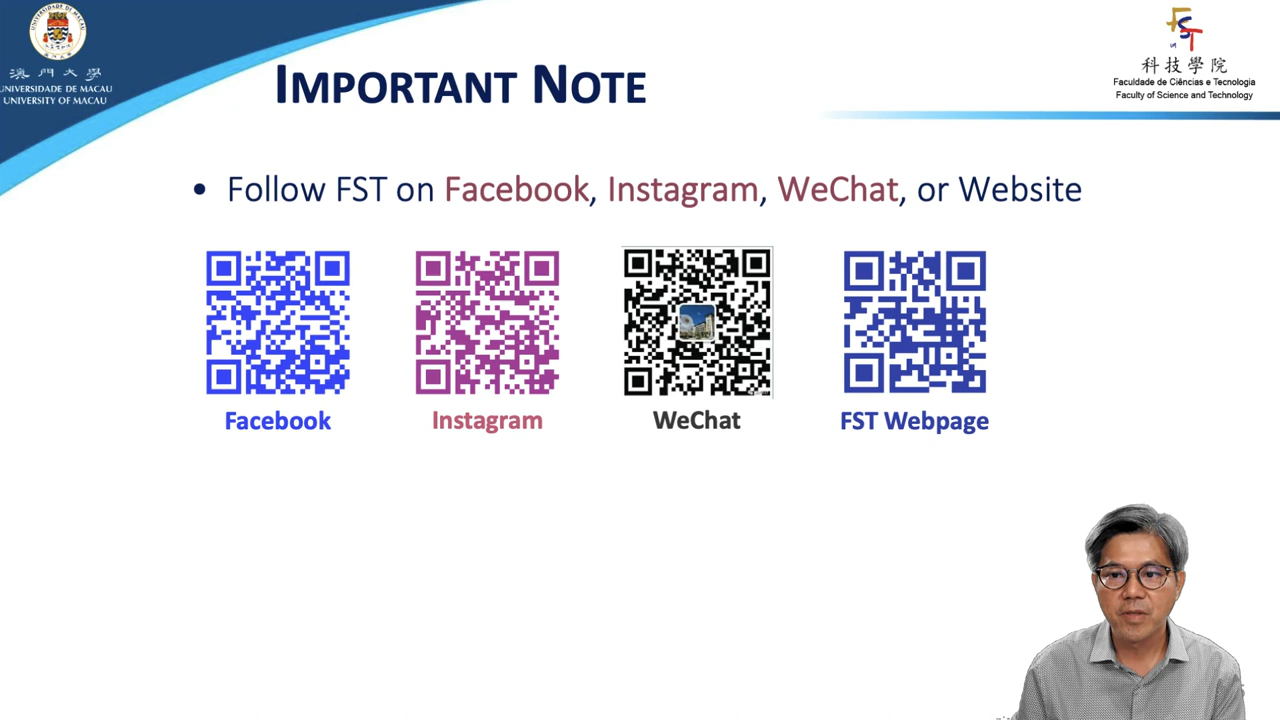 澳門大學
UNIVERSIDADE DE MACAU
UNIVERSITY OF MACAU
IMPORTANT NOTE
FST
科技學院
Faculdade de Ciências e Tecnologia
Faculty of Science and Technology
• Follow FST on Facebook, Instagram, WeChat, or Website
Facebook
Instagram
WeChat
FST Webpage